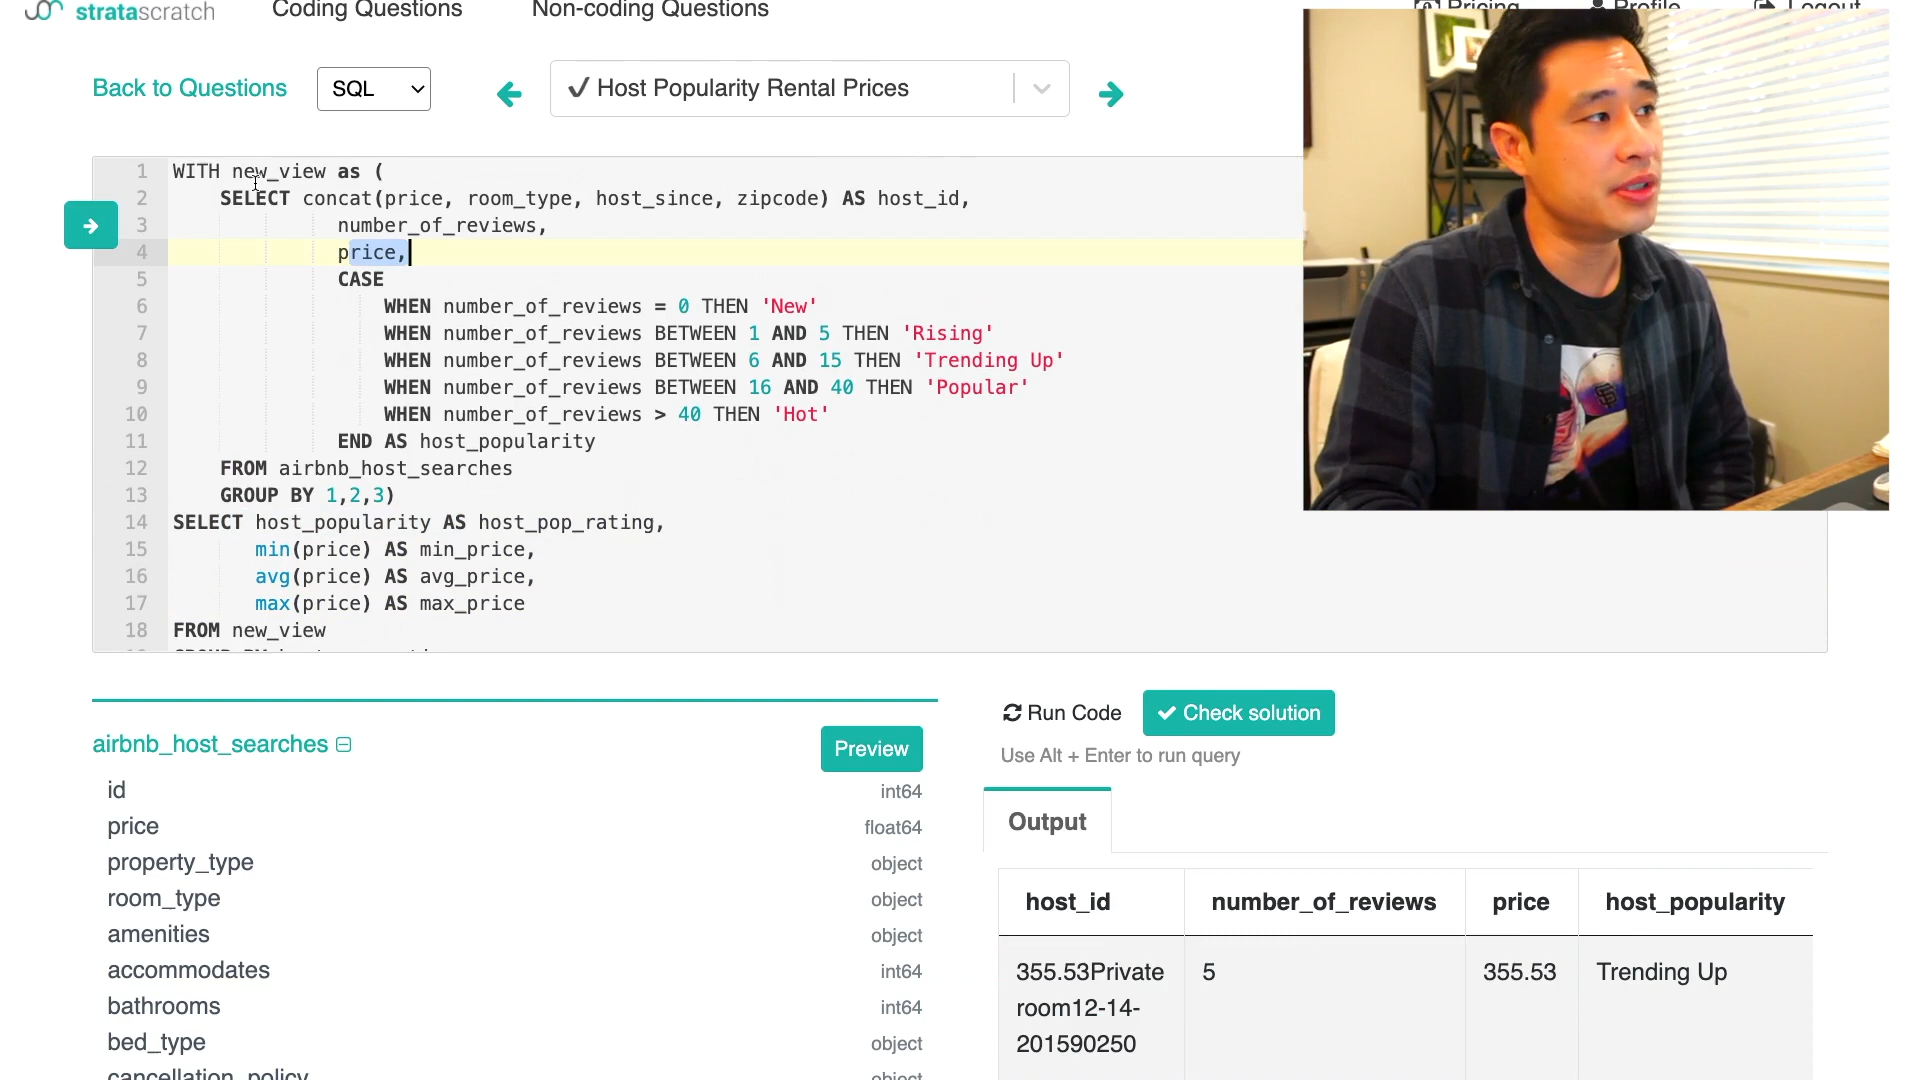 stratascratch
Coding Questions
Non-coding Questions
Pricing
Profile
Logout
Back to Questions
SQL
✓ Host Popularity Rental Prices
1 WITH new_view as (
2 SELECT concat(price, room_type, host_since, zipcode) AS host_id,
3 number_of_reviews,
4 price,
5 CASE
6 WHEN number_of_reviews = 0 THEN 'New'
7 WHEN number_of_reviews BETWEEN 1 AND 5 THEN 'Rising'
8 WHEN number_of_reviews BETWEEN 6 AND 15 THEN 'Trending Up'
9 WHEN number_of_reviews BETWEEN 16 AND 40 THEN 'Popular'
10 WHEN number_of_reviews > 40 THEN 'Hot'
11 END AS host_popularity
12 FROM airbnb_host_searches
13 GROUP BY 1,2,3)
14 SELECT host_popularity AS host_pop_rating,
15 min(price) AS min_price,
16 avg(price) AS avg_price,
17 max(price) AS max_price
18 FROM new_view
Run Code
Check solution
Use Alt + Enter to run query
airbnb_host_searches
Preview
id int64
price float64
property_type object
room_type object
amenities object
accommodates int64
bathrooms int64
bed_type object
cancellation_policy object
Output
host_id number_of_reviews price host_popularity
355.53Private 5 355.53 Trending Up
room12-14-
201590250